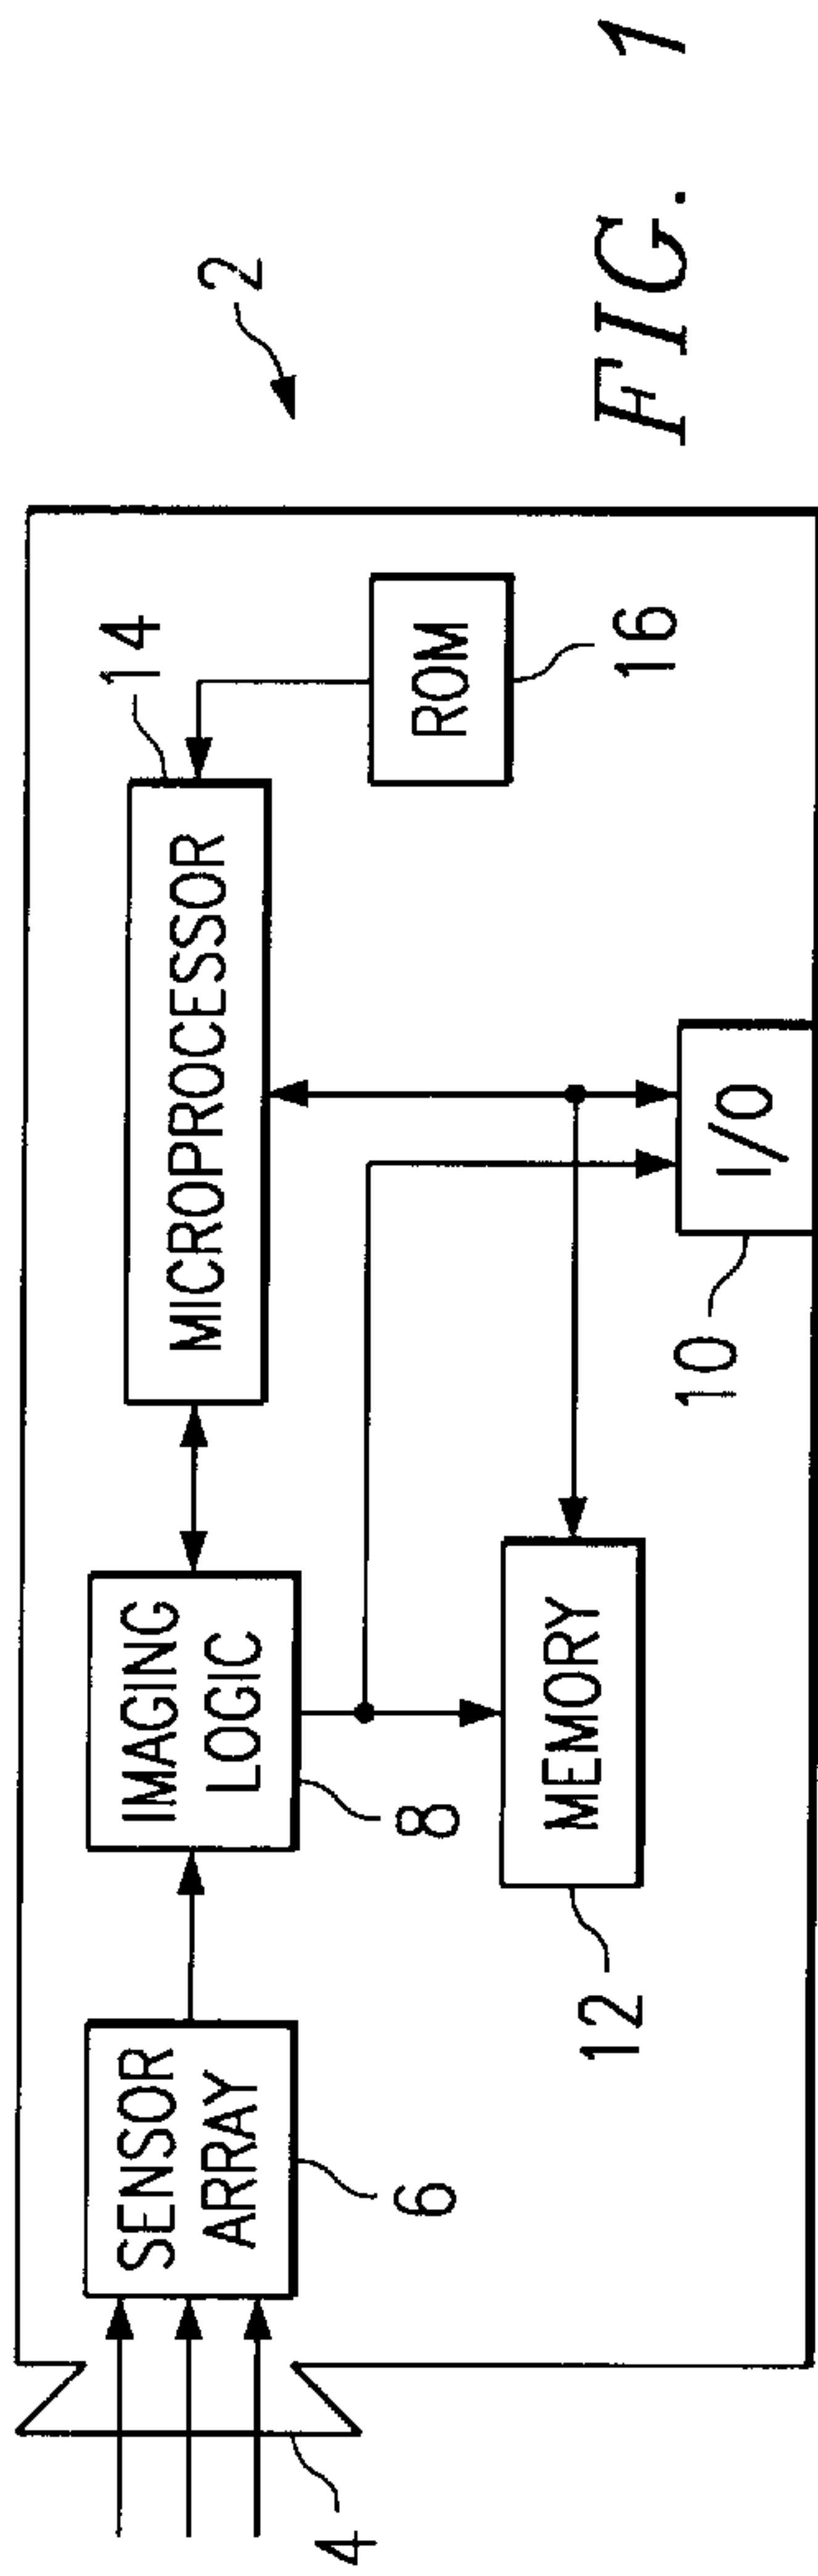 2
14
SENSOR
ARRAY
IMAGING
LOGIC
MICROPROCESSOR
6
8
ROM
16
MEMORY
12
I/O
10
4
FIG. 1